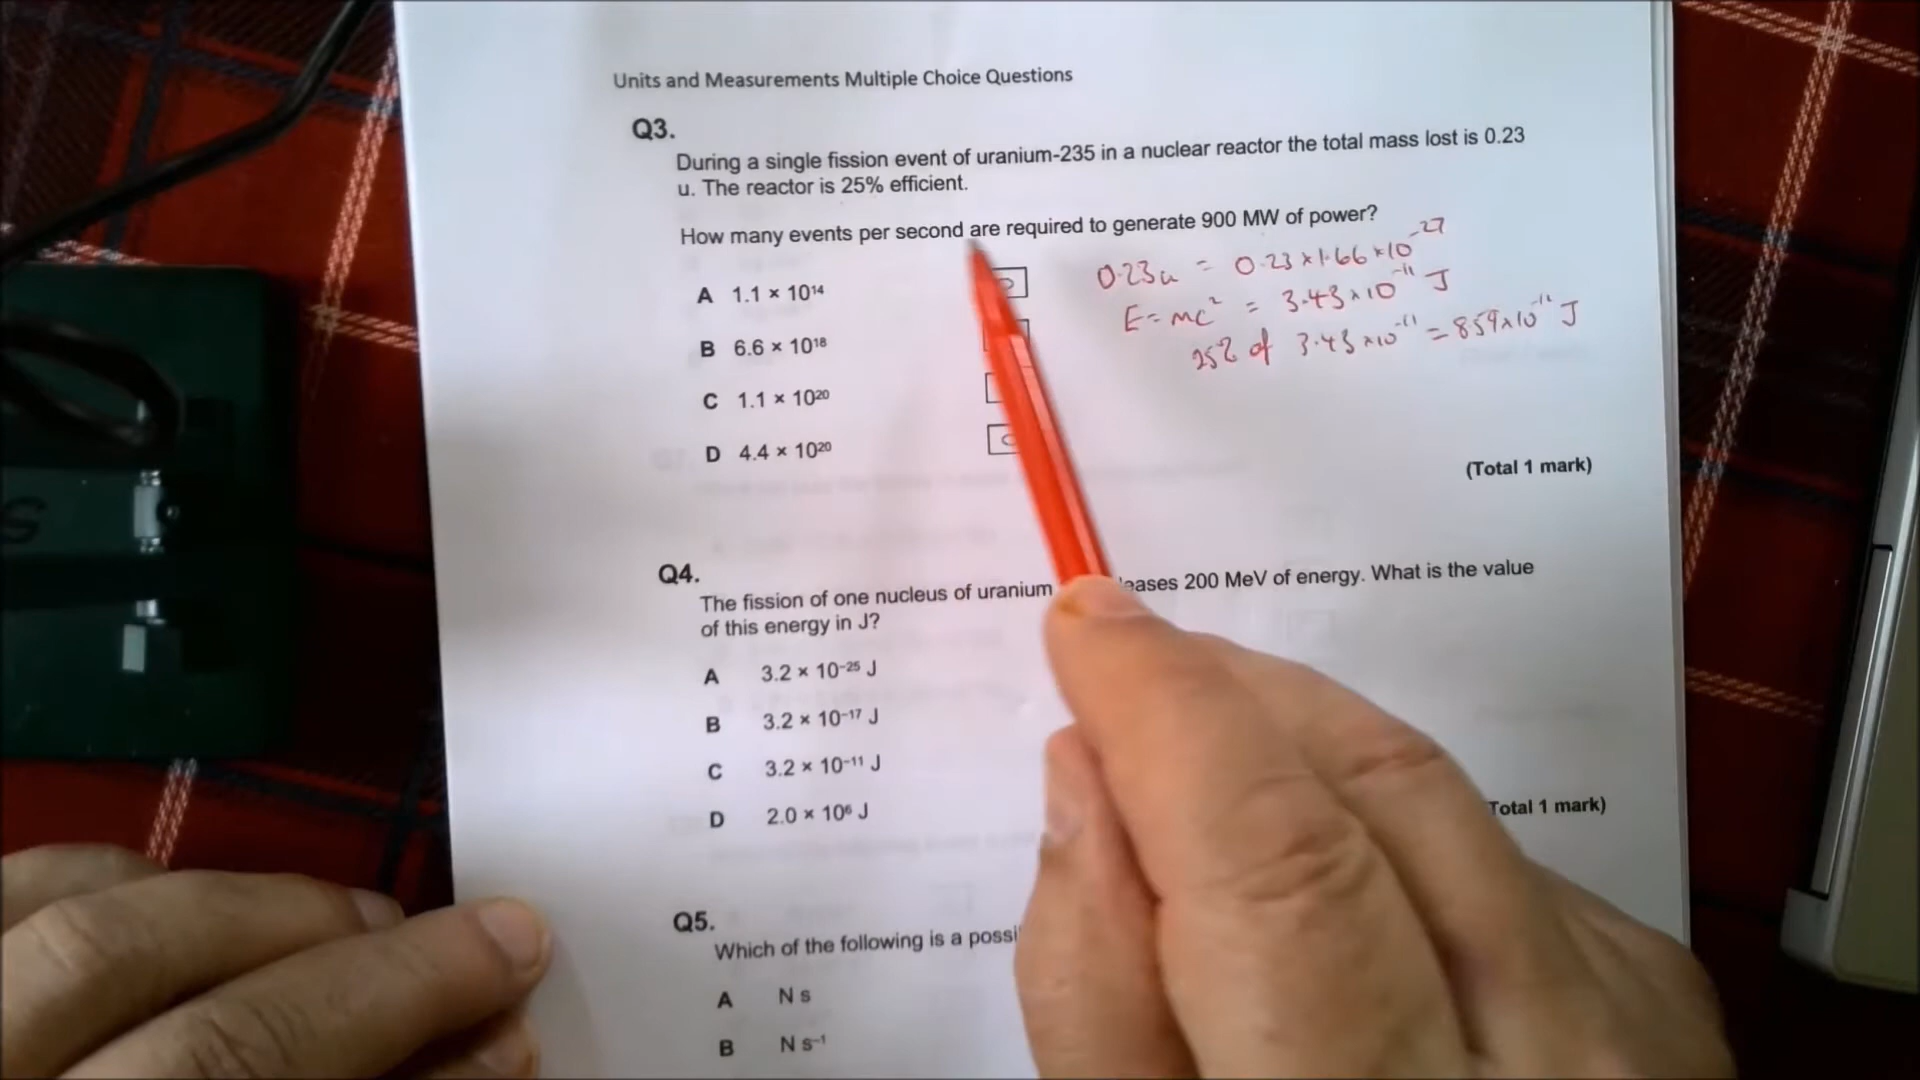 Units and Measurements Multiple Choice Questions
Q3.
During a single fission event of uranium-235 in a nuclear reactor the total mass lost is 0.23
u. The reactor is 25% efficient.
How many events per second are required to generate 900 MW of power?
0.23u = 0.23×1.66×10⁻²⁷
E=mc² = 3.43×10⁻¹¹ J
25% of 3.43×10⁻¹¹ = 859×10⁻¹² J
A 1.1 × 10¹⁴
B 6.6 × 10¹⁸
C 1.1 × 10²⁰
D 4.4 × 10²⁰
(Total 1 mark)
Q4.
The fission of one nucleus of uranium eases 200 MeV of energy. What is the value
of this energy in J?
A 3.2 × 10⁻²⁵ J
B 3.2 × 10⁻¹⁷ J
C 3.2 × 10⁻¹¹ J
D 2.0 × 10⁶ J
Total 1 mark)
Q5.
Which of the following is a possi
A N s
B N s⁻¹